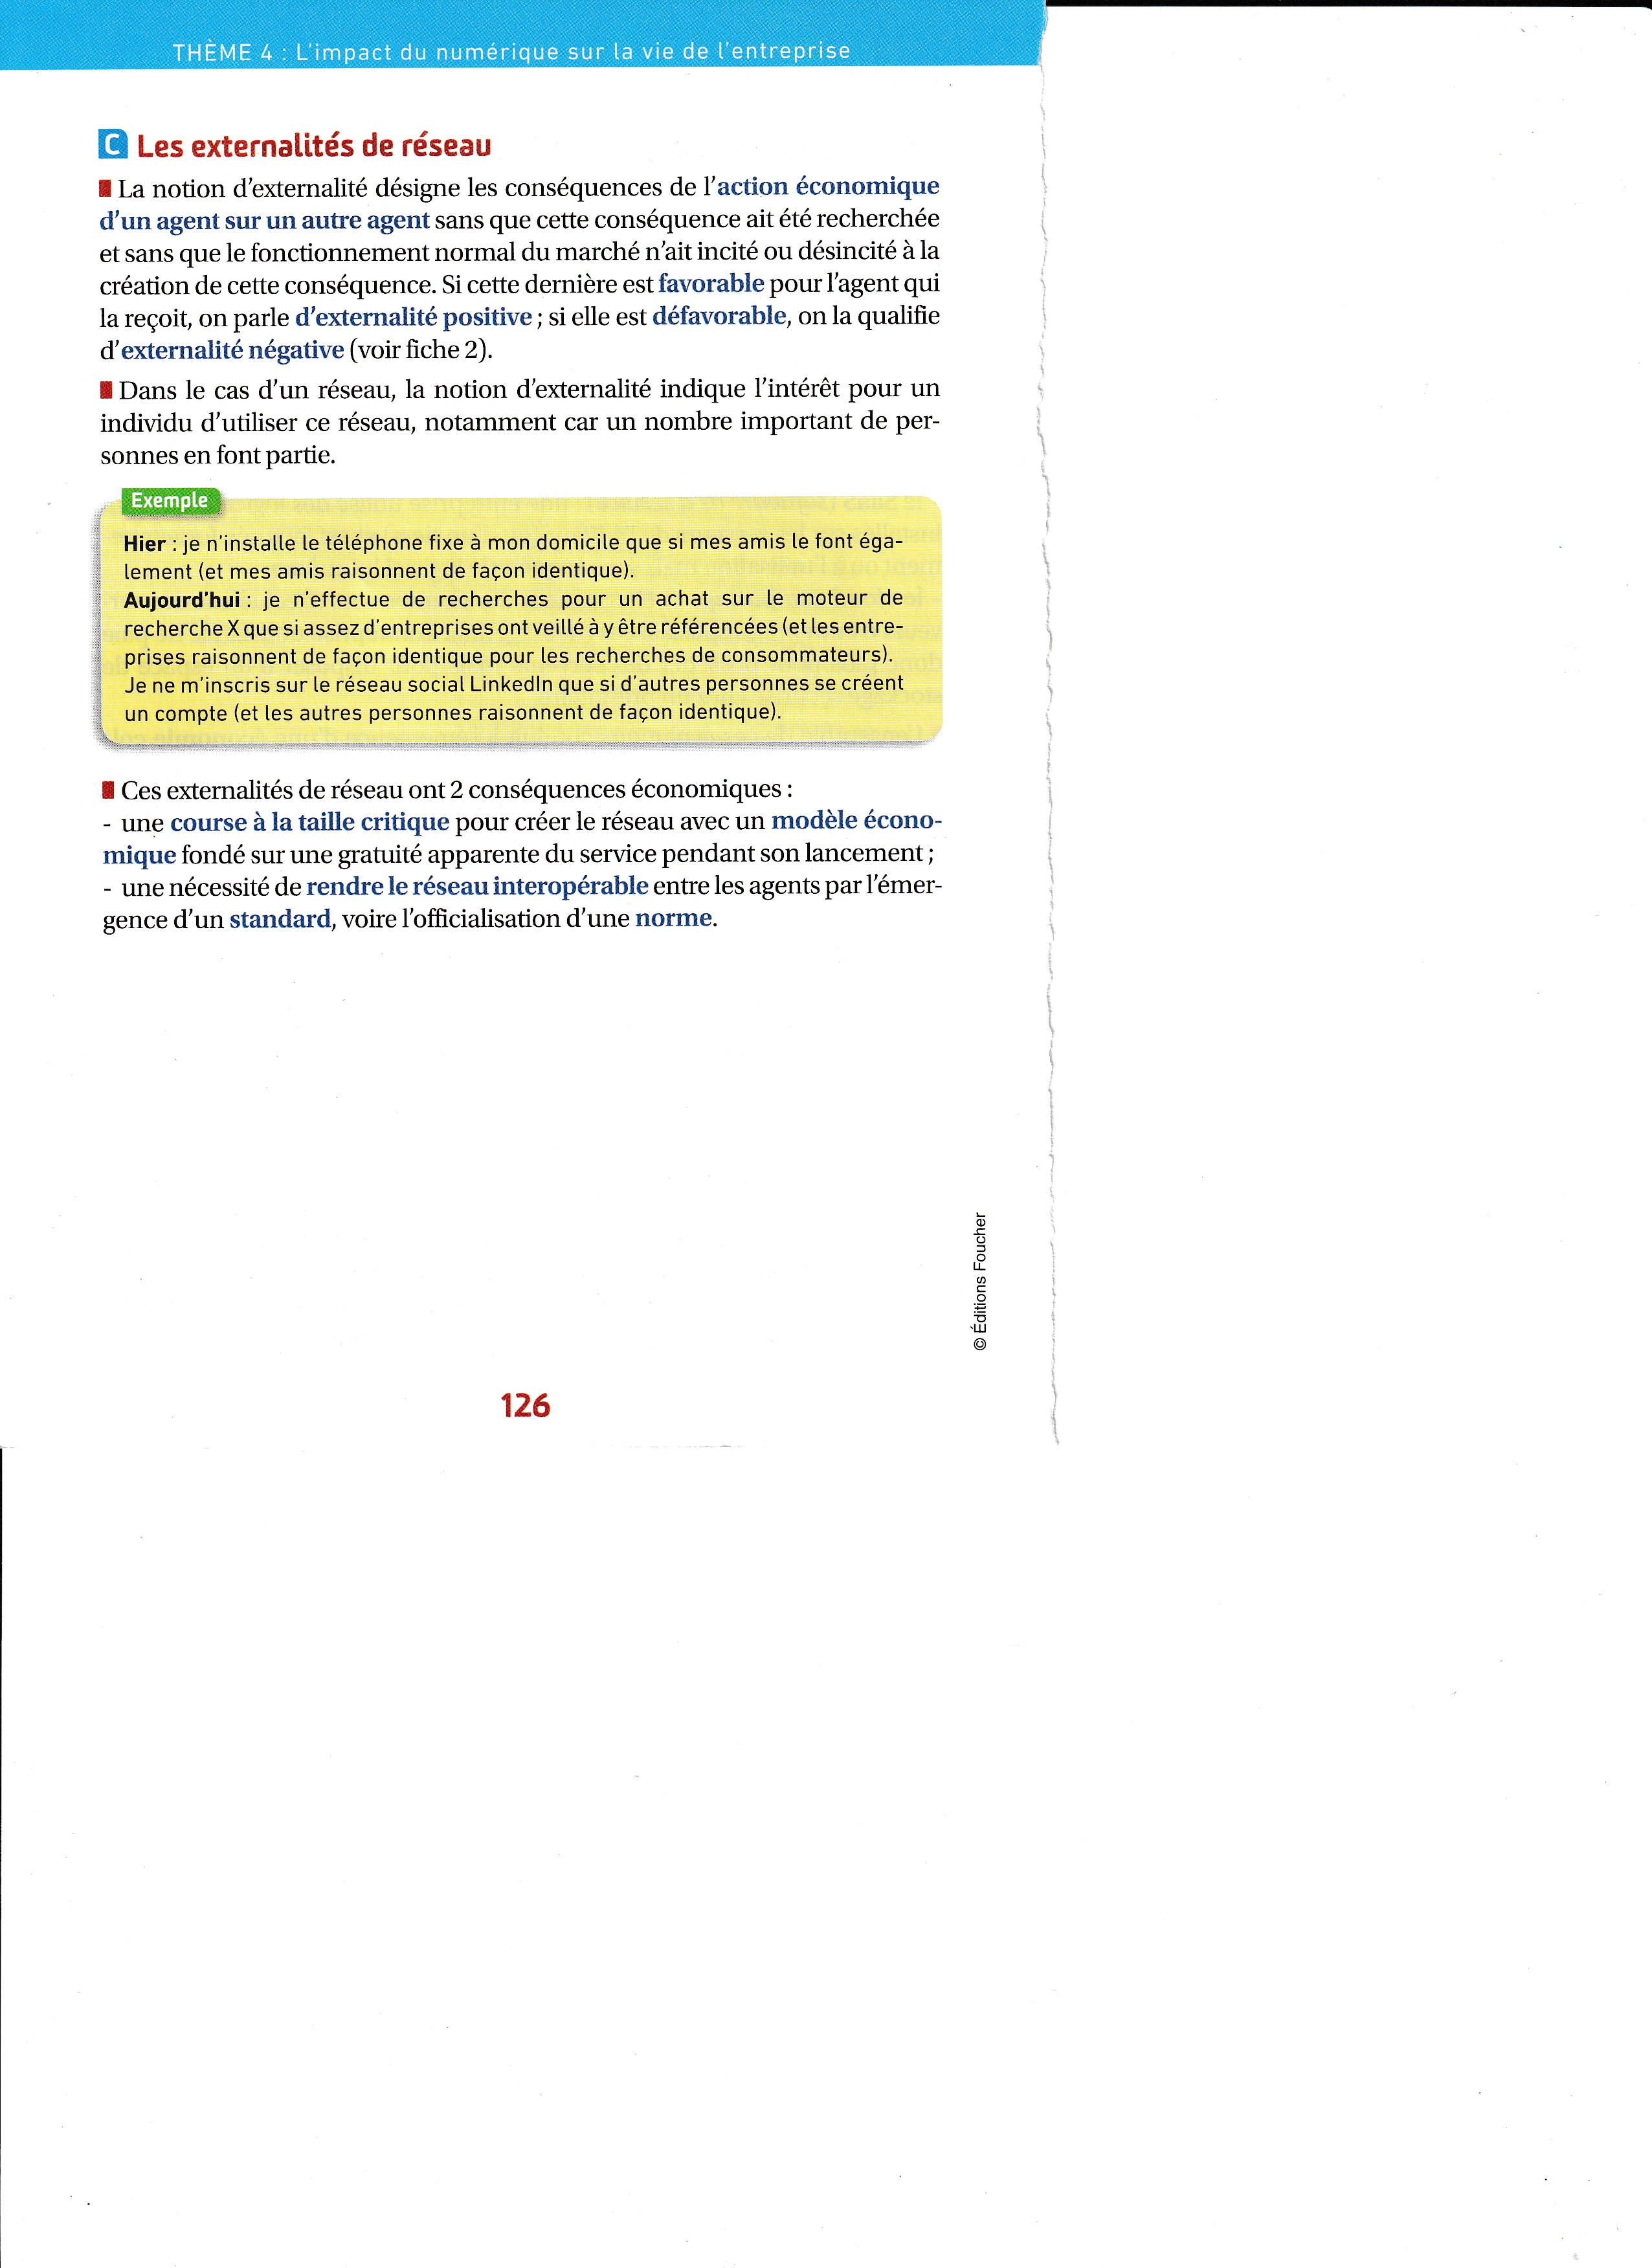 THÈME 4 : L'impact du numérique sur la vie de l'entreprise
C Les externalités de réseau
La notion d'externalité désigne les conséquences de l'action économique
d'un agent sur un autre agent sans que cette conséquence ait été recherchée
et sans que le fonctionnement normal du marché n'ait incité ou désincité à la
création de cette conséquence. Si cette dernière est favorable pour l'agent qui
la reçoit, on parle d'externalité positive ; si elle est défavorable, on la qualifie
d'externalité négative (voir fiche 2).
Dans le cas d'un réseau, la notion d'externalité indique l'intérêt pour un
individu d'utiliser ce réseau, notamment car un nombre important de per-
sonnes en font partie.
Exemple
Hier : je n'installe le téléphone fixe à mon domicile que si mes amis le font éga-
lement (et mes amis raisonnent de façon identique).
Aujourd'hui : je n'effectue de recherches pour un achat sur le moteur de
recherche X que si assez d'entreprises ont veillé à y être référencées (et les entre-
prises raisonnent de façon identique pour les recherches de consommateurs).
Je ne m'inscris sur le réseau social LinkedIn que si d'autres personnes se créent
un compte (et les autres personnes raisonnent de façon identique).
Ces externalités de réseau ont 2 conséquences économiques :
- une course à la taille critique pour créer le réseau avec un modèle écono-
mique fondé sur une gratuité apparente du service pendant son lancement ;
- une nécessité de rendre le réseau interopérable entre les agents par l'émer-
gence d'un standard, voire l'officialisation d'une norme.
© Éditions Foucher
126